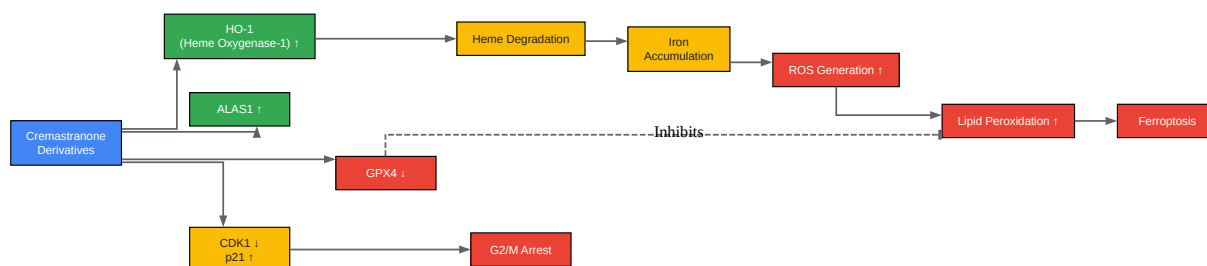 HO-1
(Heme Oxygenase-1) ↑
Heme Degradation
Iron
Accumulation
ROS Generation ↑
ALAS1 ↑
Cremastranone
Derivatives
Lipid Peroxidation ↑
Ferroptosis
Inhibits
GPX4 ↓
CDK1 ↓
p21 ↑
G2/M Arrest